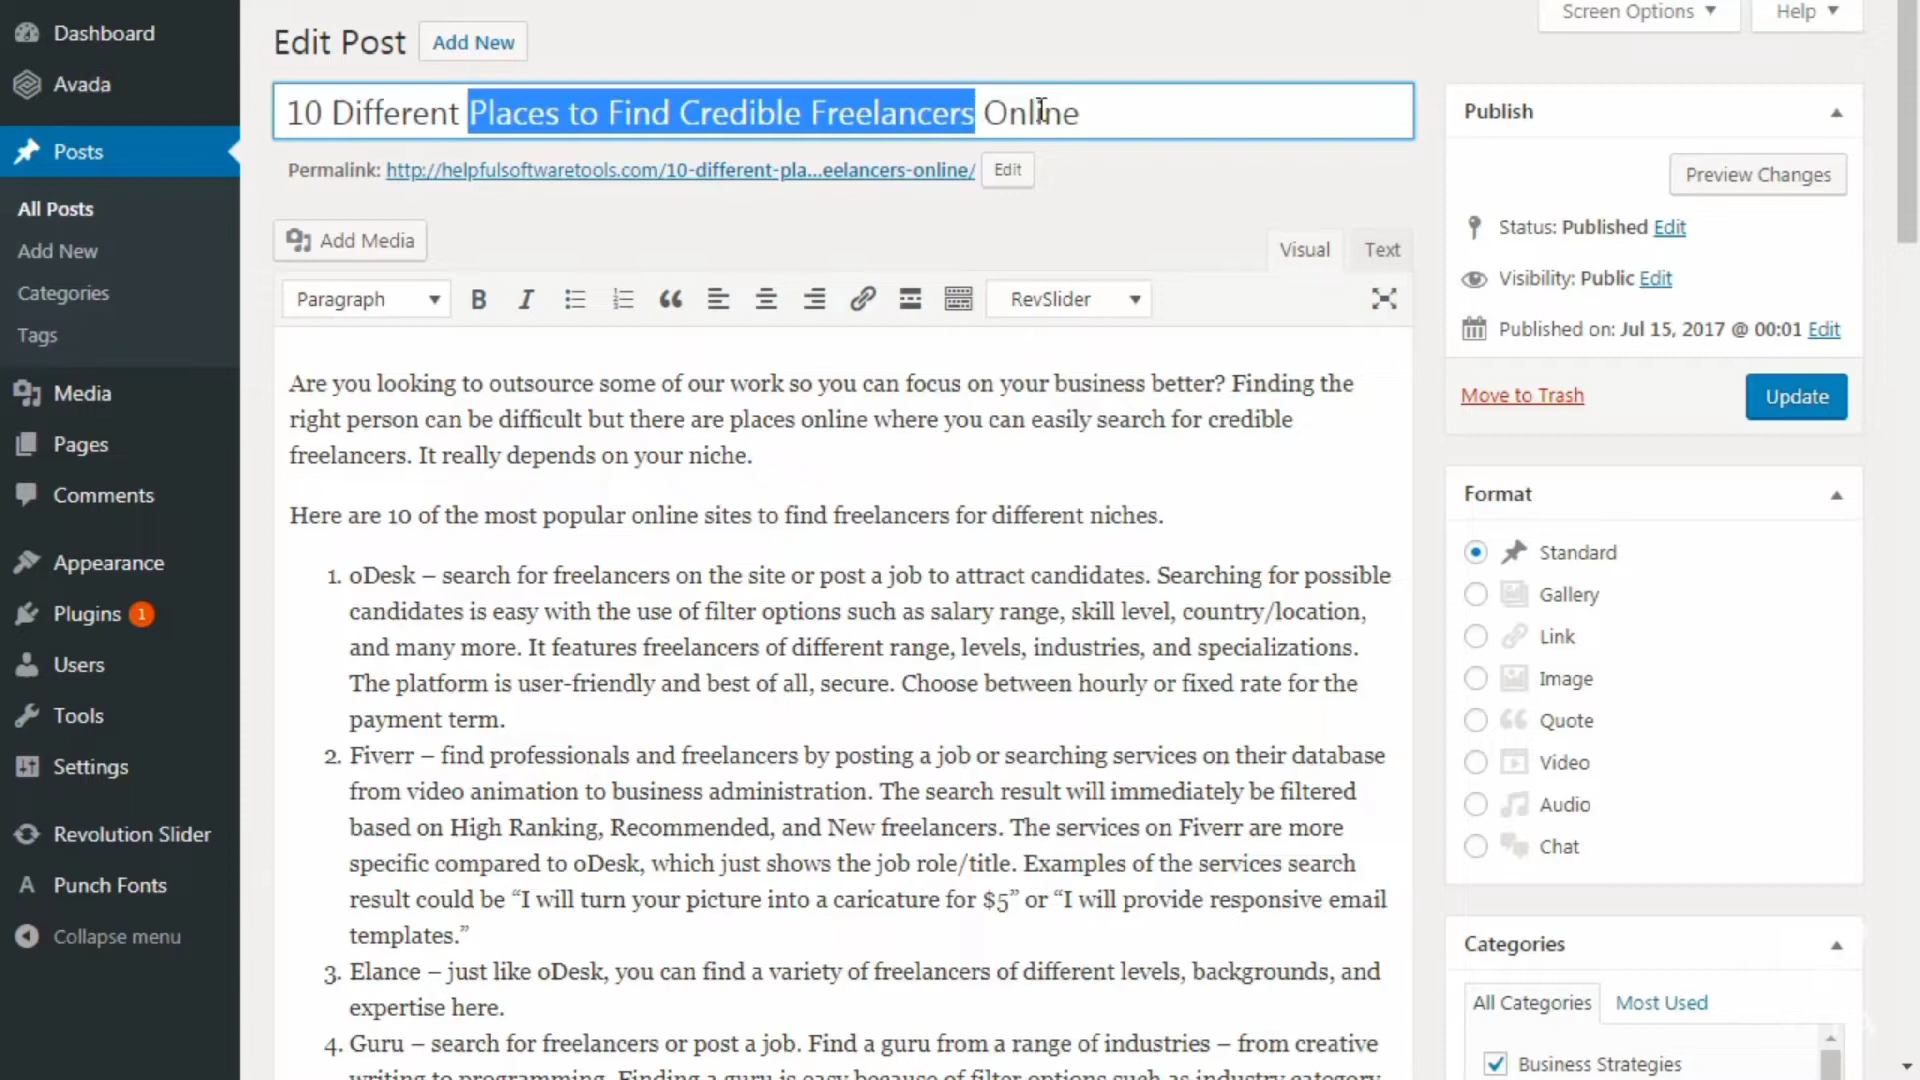 Dashboard
Avada
Posts
All Posts
Add New
Categories
Tags
Media
Pages
Comments
Appearance
Plugins 1
Users
Tools
Settings
Revolution Slider
Punch Fonts
Collapse menu
Screen Options
Help
Edit Post Add New
10 Different Places to Find Credible Freelancers Online
Permalink: http://helpfulsoftwaretools.com/10-different-pla...eelancers-online/ Edit
Add Media
Visual Text
Paragraph B I RevSlider
Are you looking to outsource some of our work so you can focus on your business better? Finding the
right person can be difficult but there are places online where you can easily search for credible
freelancers. It really depends on your niche.
Here are 10 of the most popular online sites to find freelancers for different niches.
1. oDesk – search for freelancers on the site or post a job to attract candidates. Searching for possible
candidates is easy with the use of filter options such as salary range, skill level, country/location,
and many more. It features freelancers of different range, levels, industries, and specializations.
The platform is user-friendly and best of all, secure. Choose between hourly or fixed rate for the
payment term.
2. Fiverr – find professionals and freelancers by posting a job or searching services on their database
from video animation to business administration. The search result will immediately be filtered
based on High Ranking, Recommended, and New freelancers. The services on Fiverr are more
specific compared to oDesk, which just shows the job role/title. Examples of the services search
result could be “I will turn your picture into a caricature for $5” or “I will provide responsive email
templates.”
3. Elance – just like oDesk, you can find a variety of freelancers of different levels, backgrounds, and
expertise here.
4. Guru – search for freelancers or post a job. Find a guru from a range of industries – from creative
writing to programming. Finding a guru is easy because of filter options such as industry category,
Publish
Preview Changes
Status: Published Edit
Visibility: Public Edit
Published on: Jul 15, 2017 @ 00:01 Edit
Move to Trash Update
Format
Standard
Gallery
Link
Image
Quote
Video
Audio
Chat
Categories
All Categories Most Used
Business Strategies